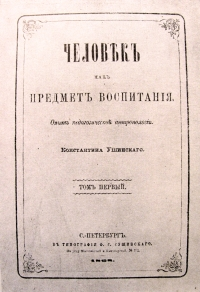 ЧЕЛОВѢКЪ
КАКЪ
ПРЕДМЕТЪ ВОСПИТАНІЯ.
Опытъ педагогической антропологіи.
Константина Ушинскаго.
ТОМЪ ПЕРВЫЙ.
С.-ПЕТЕРБУРГЪ.
ВЪ ТИПОГРАФІИ Ф. С. СУЩИНСКАГО.